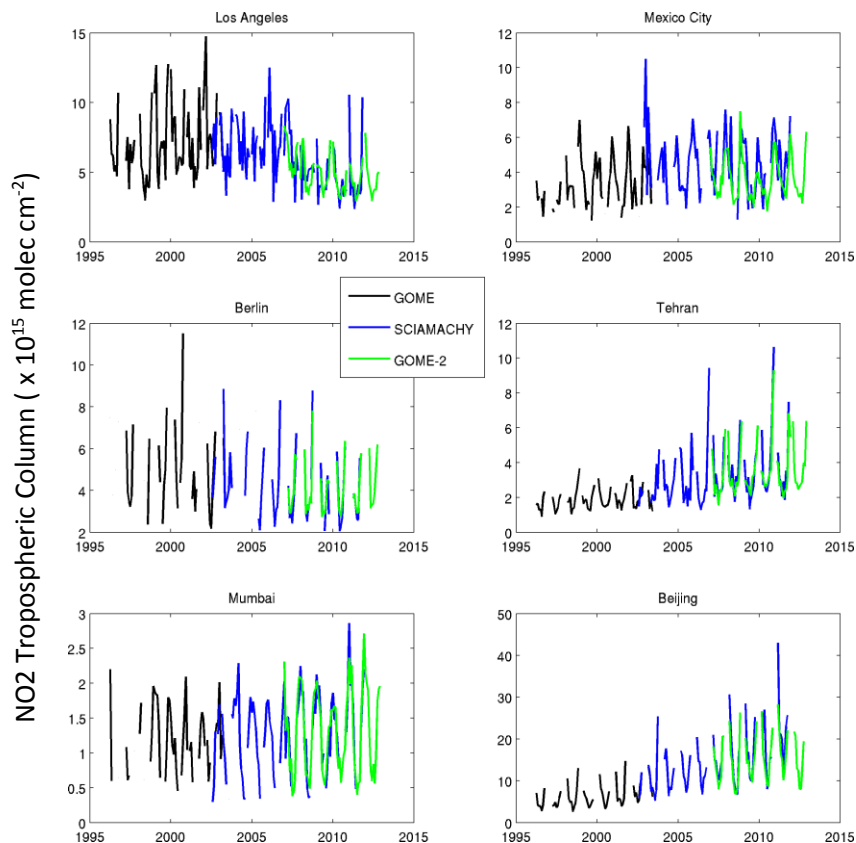 Los Angeles
15
10
5
0
1995 2000 2005 2010 2015
Mexico City
12
10
8
6
4
2
0
1995 2000 2005 2010 2015
GOME
SCIAMACHY
GOME-2
Berlin
12
10
8
6
4
2
1995 2000 2005 2010 2015
Tehran
12
10
8
6
4
2
0
1995 2000 2005 2010 2015
Mumbai
3
2.5
2
1.5
1
0.5
0
1995 2000 2005 2010 2015
Beijing
50
40
30
20
10
0
1995 2000 2005 2010 2015
NO2 Tropospheric Column ( x 10¹⁵ molec cm⁻²)